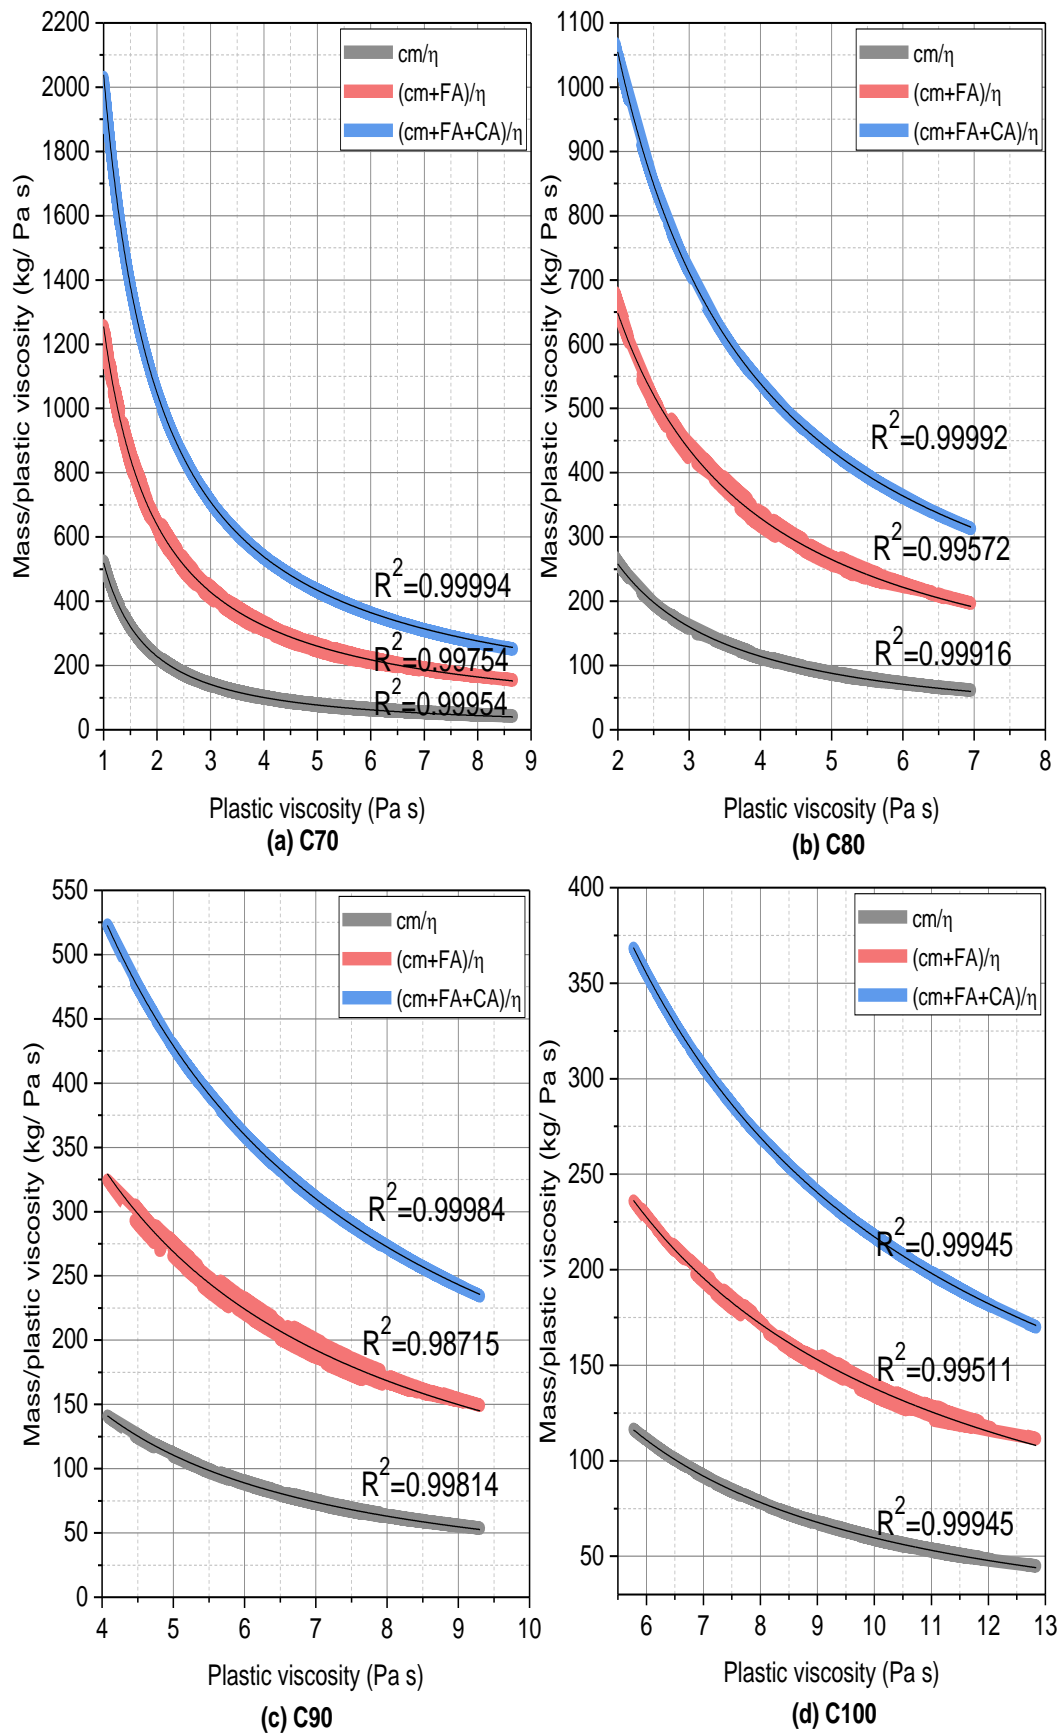 2200
2000
1800
1600
1400
1200
1000
800
600
400
200
0
Mass/plastic viscosity (kg/ Pa s)
cm/η
(cm+FA)/η
(cm+FA+CA)/η
R²=0.99994
R²=0.99754
R²=0.99954
1 2 3 4 5 6 7 8 9
Plastic viscosity (Pa s)
(a) C70
1100
1000
900
800
700
600
500
400
300
200
100
0
Mass/plastic viscosity (kg/ Pa s)
cm/η
(cm+FA)/η
(cm+FA+CA)/η
R²=0.99992
R²=0.99572
R²=0.99916
2 3 4 5 6 7 8
Plastic viscosity (Pa s)
(b) C80
550
500
450
400
350
300
250
200
150
100
50
0
Mass/plastic viscosity (kg/ Pa s)
cm/η
(cm+FA)/η
(cm+FA+CA)/η
R²=0.99984
R²=0.98715
R²=0.99814
4 5 6 7 8 9 10
Plastic viscosity (Pa s)
(c) C90
400
350
300
250
200
150
100
50
Mass/plastic viscosity (kg/ Pa s)
cm/η
(cm+FA)/η
(cm+FA+CA)/η
R²=0.99945
R²=0.99511
R²=0.99945
6 7 8 9 10 11 12 13
Plastic viscosity (Pa s)
(d) C100